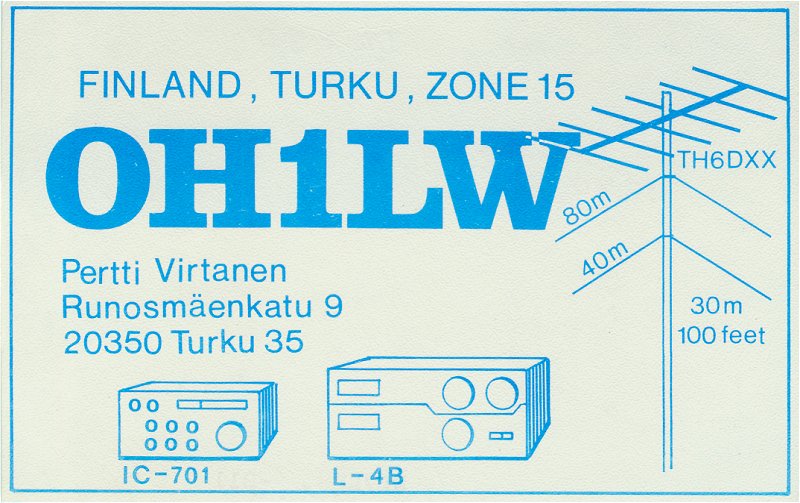 FINLAND, TURKU, ZONE 15
OH1LW
TH6DXX
80m
40m
Pertti Virtanen
Runosmäenkatu 9
20350 Turku 35
30m
100 feet
IC-701
L-4B